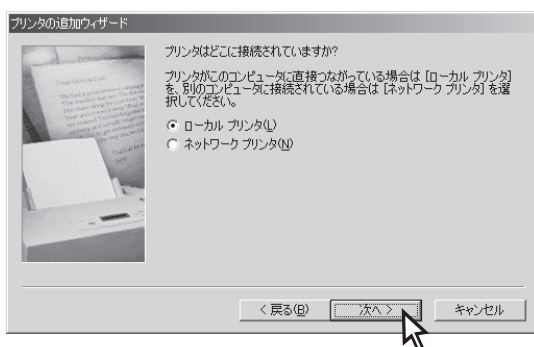 プリンタの追加ウィザード
プリンタはどこに接続されていますか?
プリンタがこのコンピュータに直接つながっている場合は [ローカル プリンタ]
を、別のコンピュータに接続されている場合は [ネットワーク プリンタ] を選
択してください。
ローカル プリンタ(L)
ネットワーク プリンタ(N)
< 戻る(B)
次へ >
キャンセル